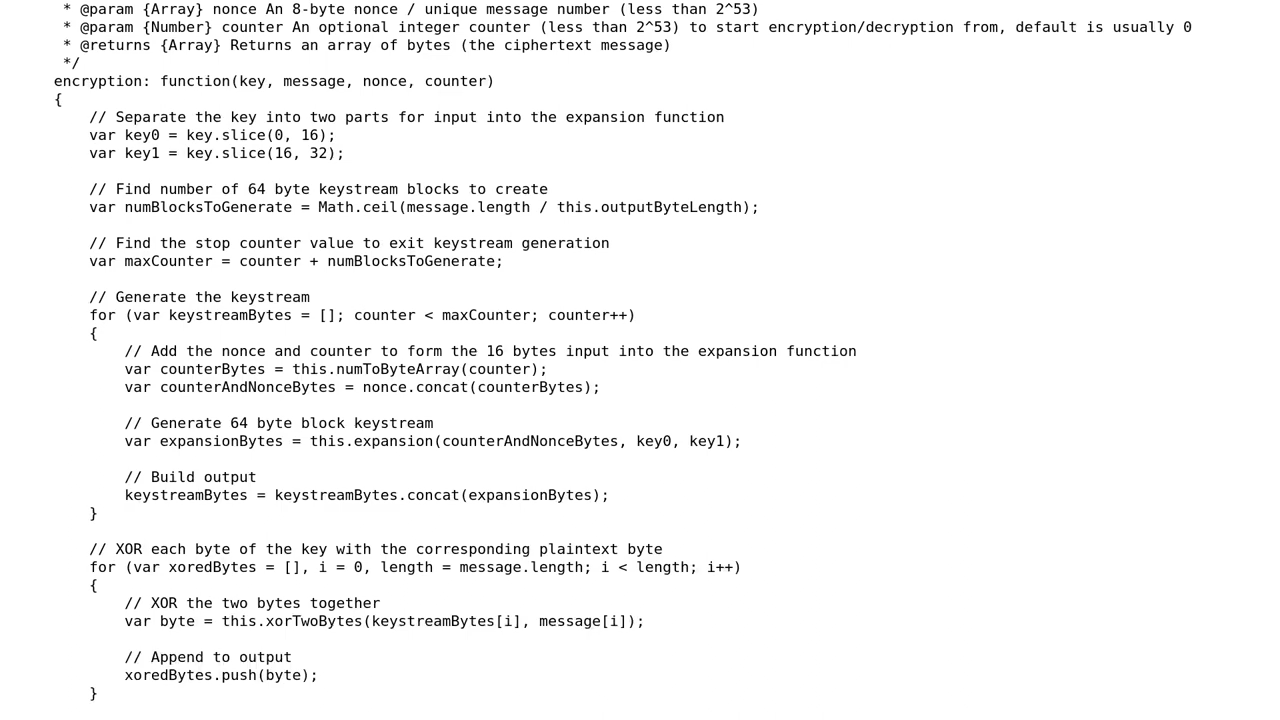 * @param {Array} nonce An 8-byte nonce / unique message number (less than 2^53)
* @param {Number} counter An optional integer counter (less than 2^53) to start encryption/decryption from, default is usually 0
* @returns {Array} Returns an array of bytes (the ciphertext message)
*/
encryption: function(key, message, nonce, counter)
{
// Separate the key into two parts for input into the expansion function
var key0 = key.slice(0, 16);
var key1 = key.slice(16, 32);
// Find number of 64 byte keystream blocks to create
var numBlocksToGenerate = Math.ceil(message.length / this.outputByteLength);
// Find the stop counter value to exit keystream generation
var maxCounter = counter + numBlocksToGenerate;
// Generate the keystream
for (var keystreamBytes = []; counter < maxCounter; counter++)
{
// Add the nonce and counter to form the 16 bytes input into the expansion function
var counterBytes = this.numToByteArray(counter);
var counterAndNonceBytes = nonce.concat(counterBytes);
// Generate 64 byte block keystream
var expansionBytes = this.expansion(counterAndNonceBytes, key0, key1);
// Build output
keystreamBytes = keystreamBytes.concat(expansionBytes);
}
// XOR each byte of the key with the corresponding plaintext byte
for (var xoredBytes = [], i = 0, length = message.length; i < length; i++)
{
// XOR the two bytes together
var byte = this.xorTwoBytes(keystreamBytes[i], message[i]);
// Append to output
xoredBytes.push(byte);
}